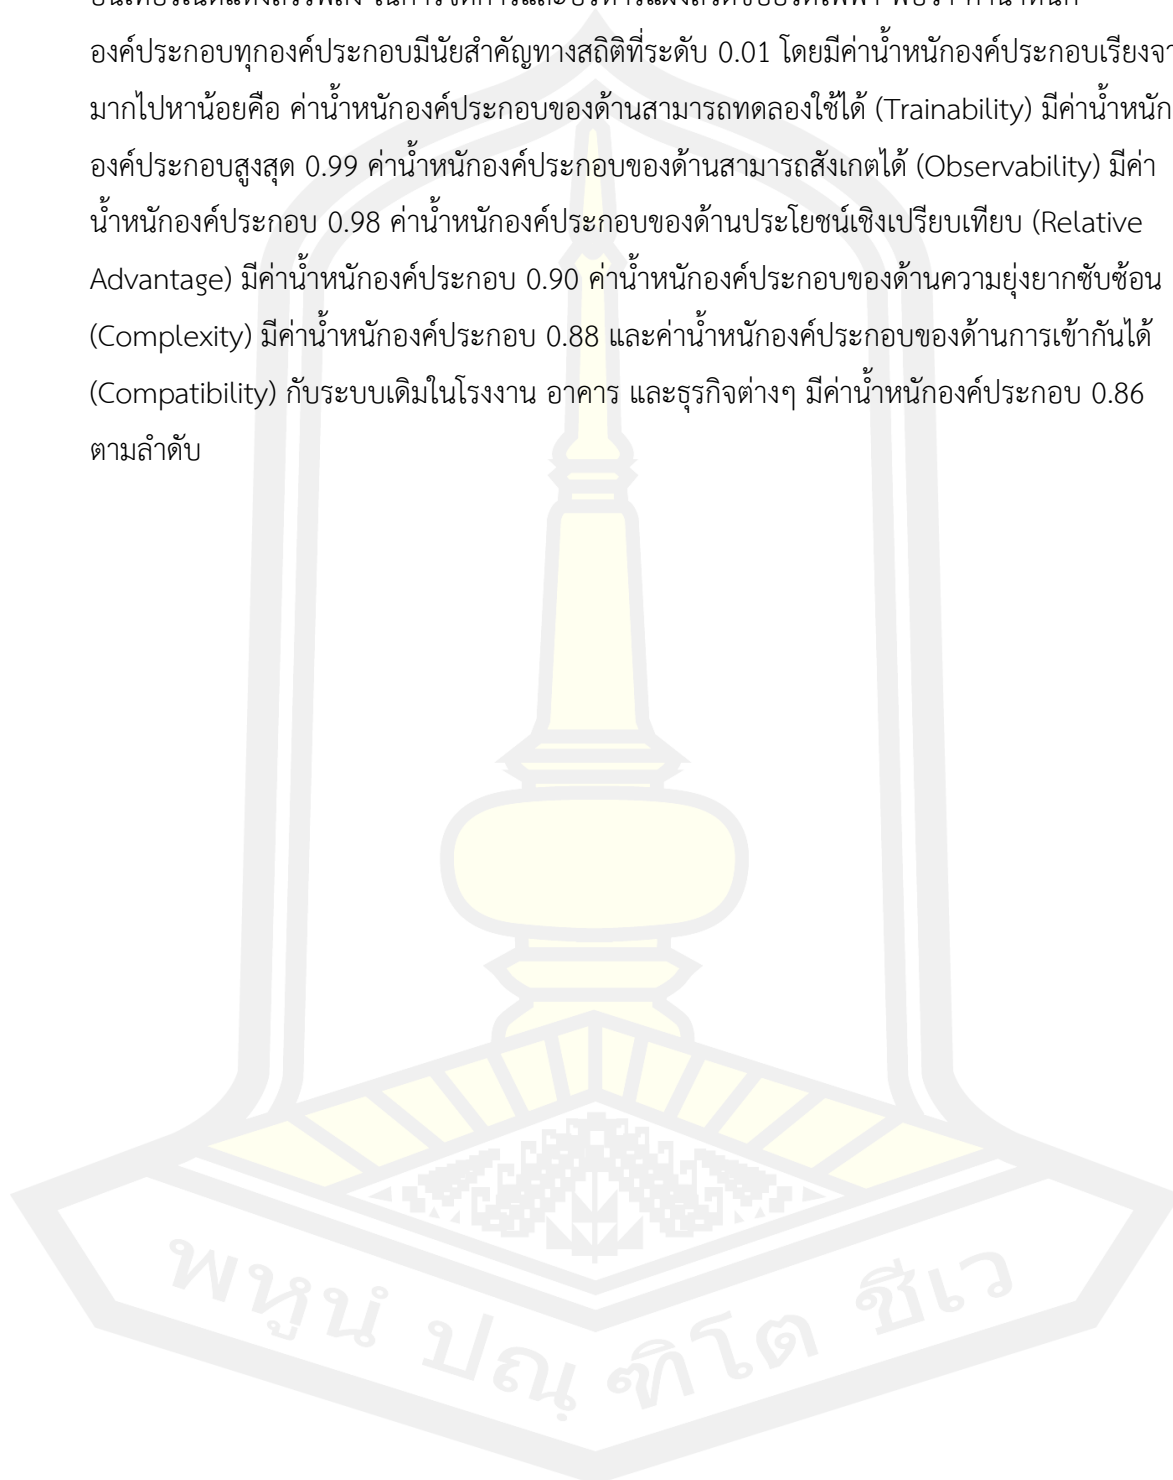 องค์ประกอบทุกองค์ประกอบมีนัยสำคัญทางสถิติที่ระดับ 0.01 โดยมีค่าน้ำหนักองค์ประกอบเรียงจา
มากไปหาน้อยคือ ค่าน้ำหนักองค์ประกอบของด้านสามารถทดลองใช้ได้ (Trainability) มีค่าน้ำหนัก
องค์ประกอบสูงสุด 0.99 ค่าน้ำหนักองค์ประกอบของด้านสามารถสังเกตได้ (Observability) มีค่า
น้ำหนักองค์ประกอบ 0.98 ค่าน้ำหนักองค์ประกอบของด้านประโยชน์เชิงเปรียบเทียบ (Relative
Advantage) มีค่าน้ำหนักองค์ประกอบ 0.90 ค่าน้ำหนักองค์ประกอบของด้านความยุ่งยากซับซ้อน
(Complexity) มีค่าน้ำหนักองค์ประกอบ 0.88 และค่าน้ำหนักองค์ประกอบของด้านการเข้ากันได้
(Compatibility) กับระบบเดิมในโรงงาน อาคาร และธุรกิจต่างๆ มีค่าน้ำหนักองค์ประกอบ 0.86
ตามลำดับ
พหูนํ ปณฺฑิโต ชีเว